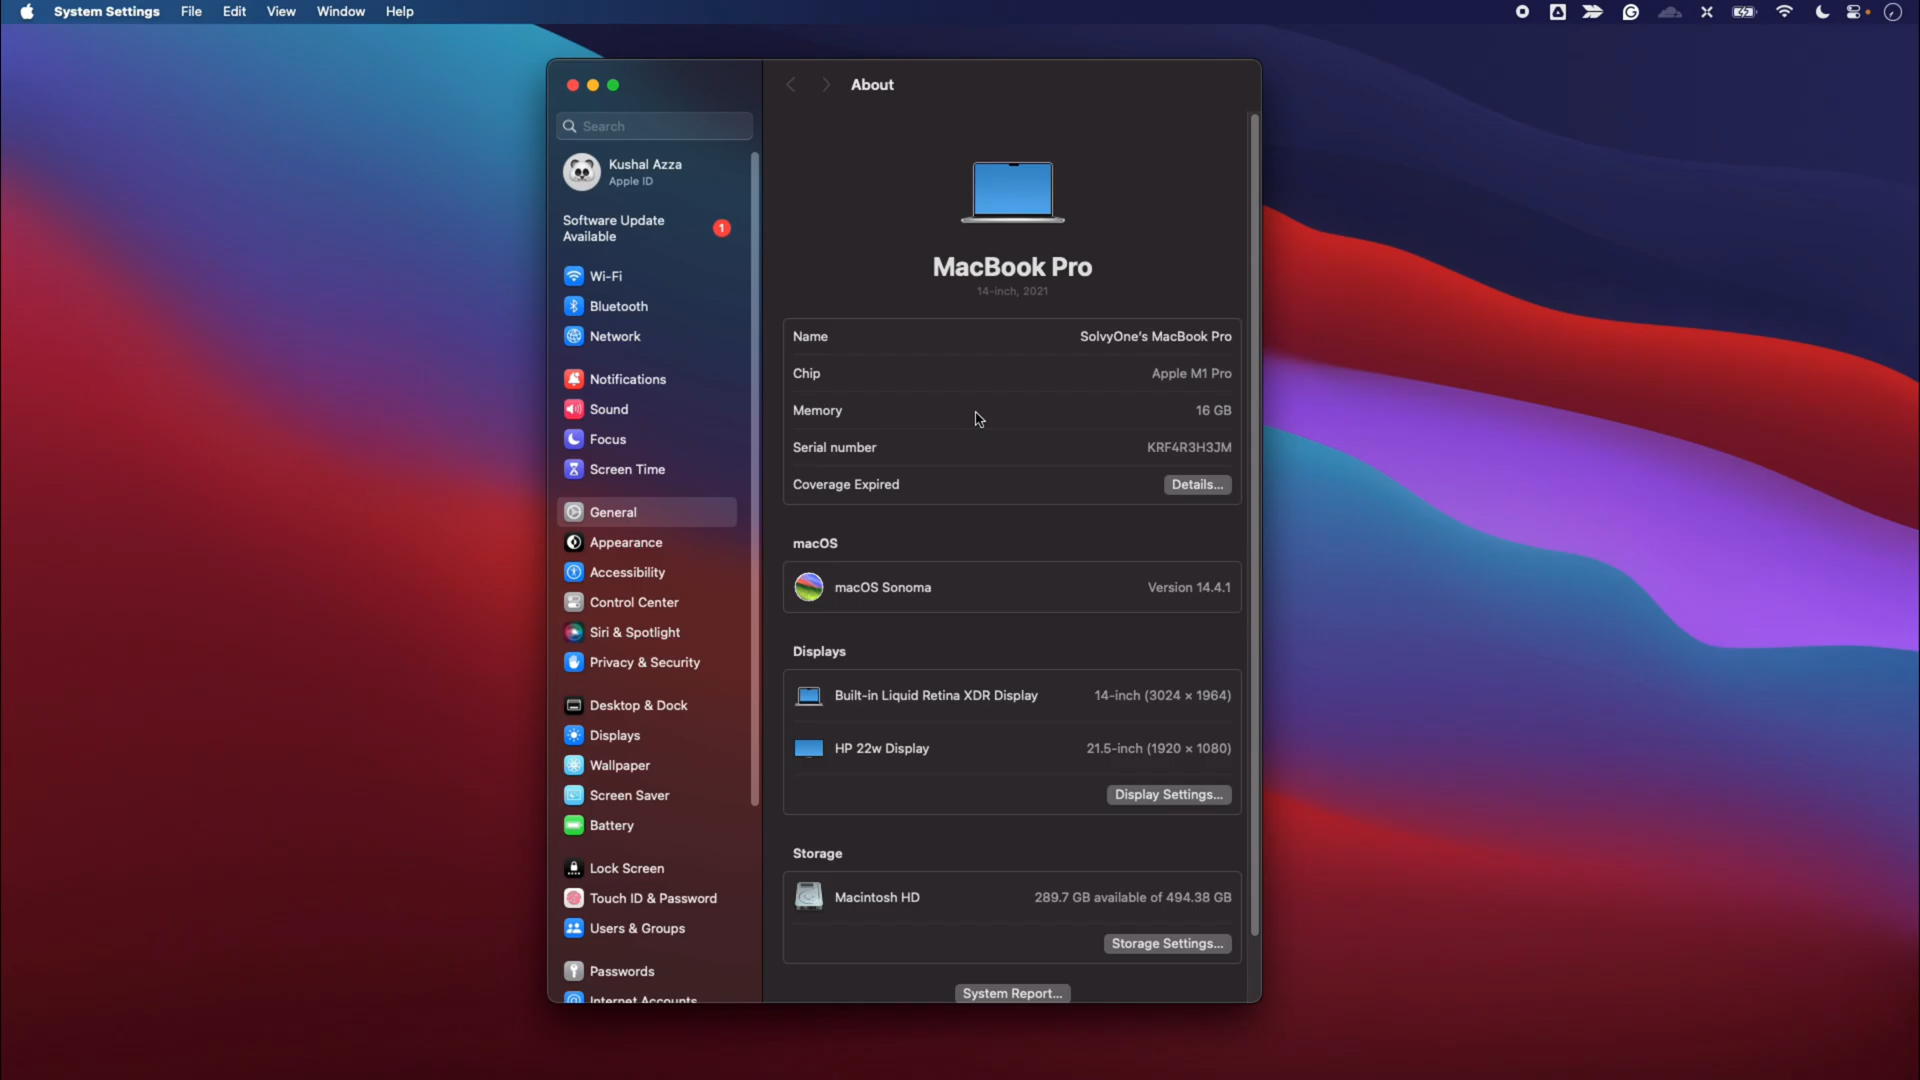 System Settings File Edit View Window Help
About
Search
Kushal Azza
Apple ID
Software Update
Available
1
Wi-Fi
Bluetooth
Network
Notifications
Sound
Focus
Screen Time
General
Appearance
Accessibility
Control Center
Siri & Spotlight
Privacy & Security
Desktop & Dock
Displays
Wallpaper
Screen Saver
Battery
Lock Screen
Touch ID & Password
Users & Groups
Passwords
Internet Accounts
MacBook Pro
14-inch, 2021
Name SolvyOne's MacBook Pro
Chip Apple M1 Pro
Memory 16 GB
Serial number KRF4R3H3JM
Coverage Expired Details...
macOS
macOS Sonoma Version 14.4.1
Displays
Built-in Liquid Retina XDR Display 14-inch (3024 × 1964)
HP 22w Display 21.5-inch (1920 × 1080)
Display Settings...
Storage
Macintosh HD 289.7 GB available of 494.38 GB
Storage Settings...
System Report...